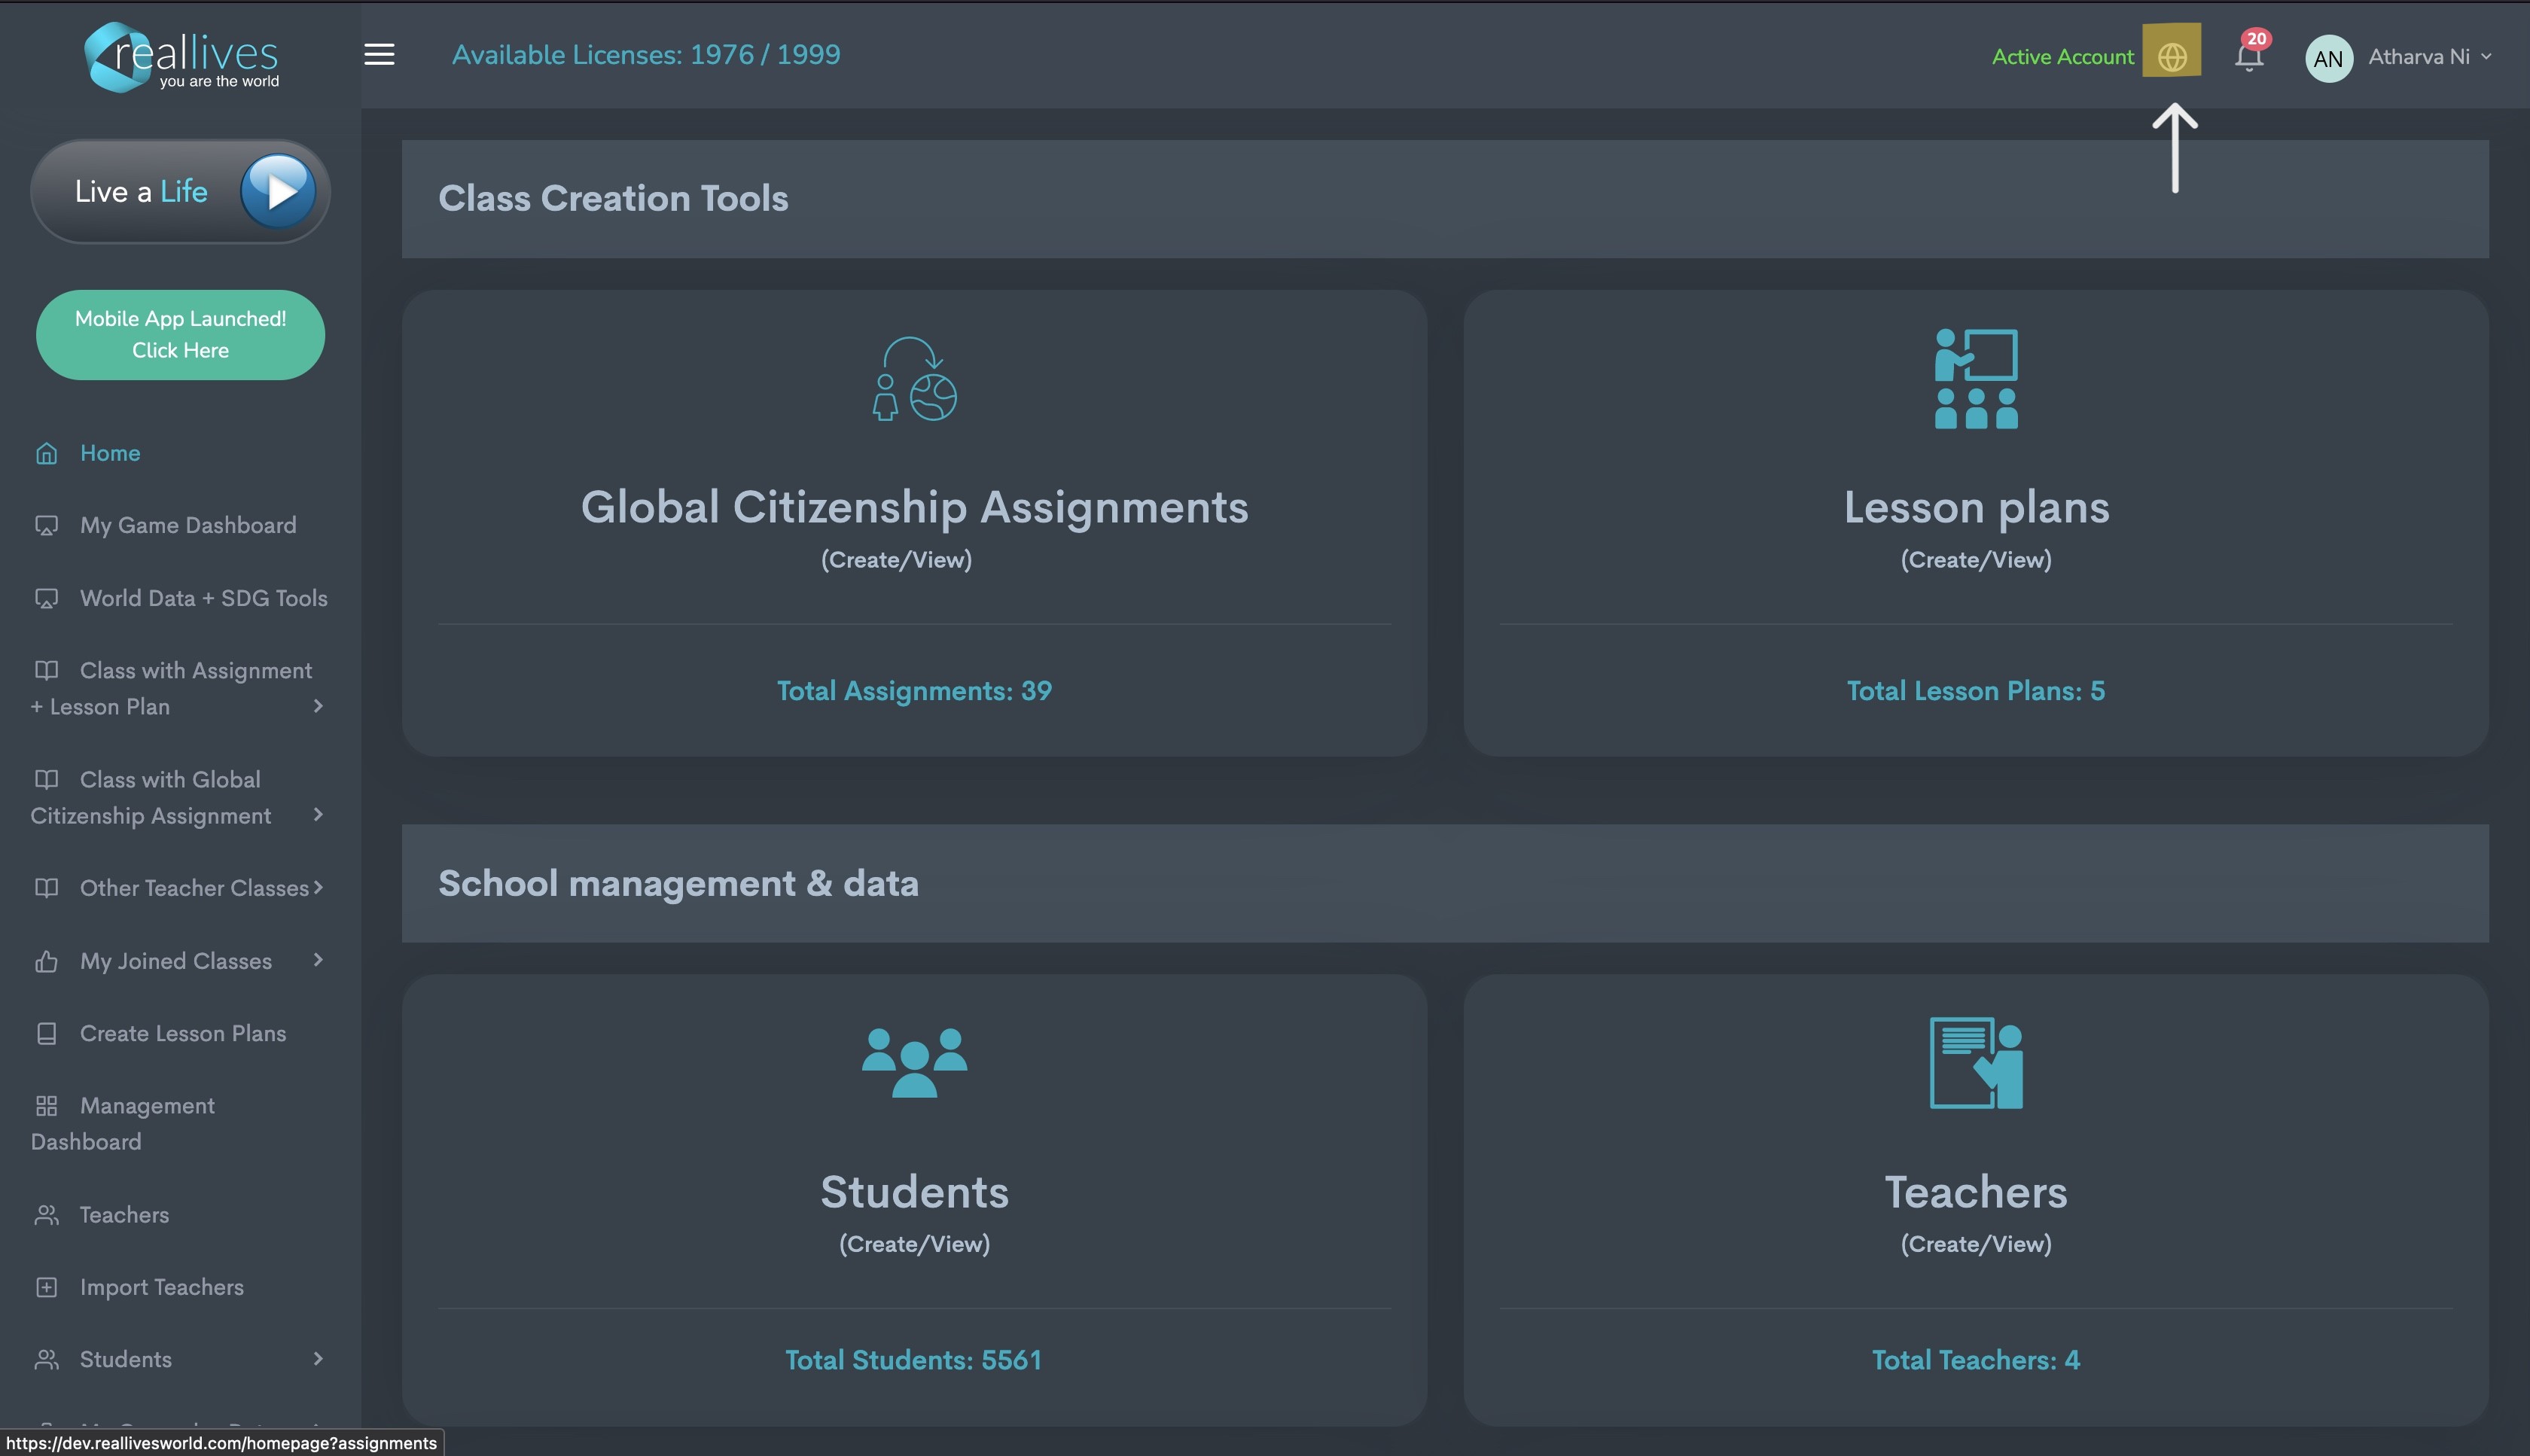 reallives
you are the world
Available Licenses: 1976 / 1999
Active Account
20
AN
Atharva Ni
Live a Life
Mobile App Launched!
Click Here
Home
My Game Dashboard
World Data + SDG Tools
Class with Assignment
+ Lesson Plan
Class with Global
Citizenship Assignment
Other Teacher Classes
My Joined Classes
Create Lesson Plans
Management
Dashboard
Teachers
Import Teachers
Students
Class Creation Tools
Global Citizenship Assignments
(Create/View)
Total Assignments: 39
Lesson plans
(Create/View)
Total Lesson Plans: 5
School management & data
Students
(Create/View)
Total Students: 5561
Teachers
(Create/View)
Total Teachers: 4
https://dev.reallivesworld.com/homepage?assignments